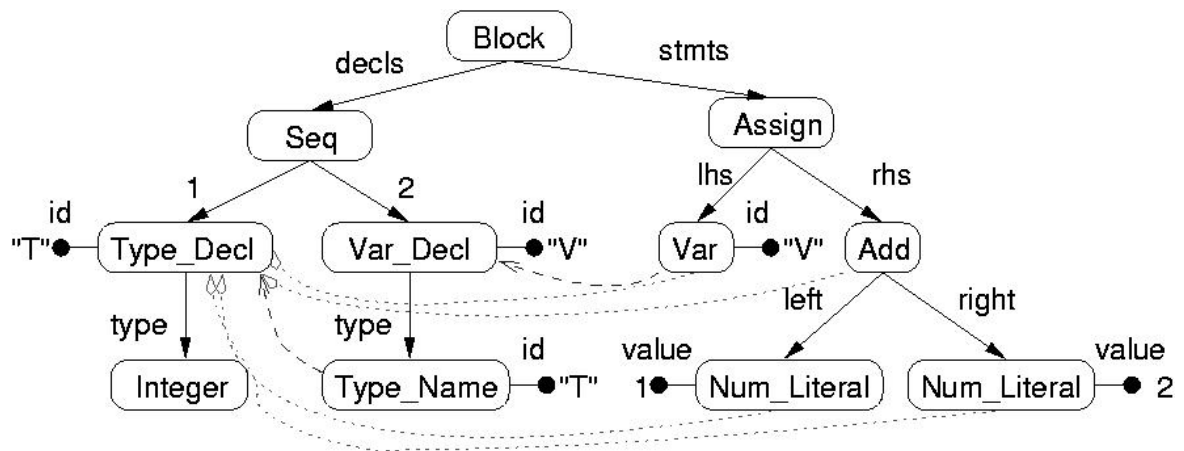 Block
decls
stmts
Seq
Assign
1
2
lhs
rhs
id
id
id
"T"
Type_Decl
Var_Decl
"V"
Var
"V"
Add
type
type
left
right
id
value
value
Integer
Type_Name
"T"
1
Num_Literal
Num_Literal
2